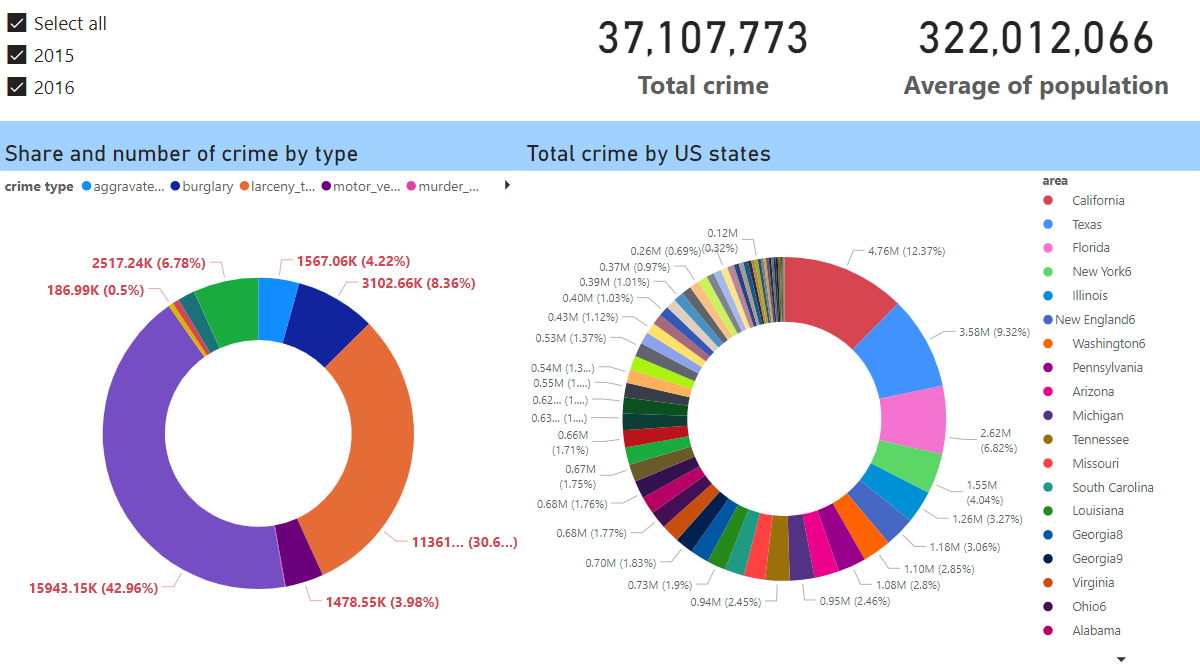 Select all
2015
2016
37,107,773
Total crime
322,012,066
Average of population
Share and number of crime by type
Total crime by US states
crime type aggravate... burglary larceny_t... motor_ve... murder_...
2517.24K (6.78%)
1567.06K (4.22%)
186.99K (0.5%)
3102.66K (8.36%)
15943.15K (42.96%)
11361... (30.6...)
1478.55K (3.98%)
0.12M
(0.32%)
0.26M (0.69%)
0.37M (0.97%)
0.39M (1.01%)
0.40M (1.03%)
0.43M (1.12%)
0.53M (1.37%)
0.54M (1.3...)
0.55M (1....)
0.62... (1....)
0.63... (1....)
0.66M
(1.71%)
0.67M
(1.75%)
0.68M (1.76%)
0.68M (1.77%)
0.70M (1.83%)
0.73M (1.9%)
0.94M (2.45%)
4.76M (12.37%)
3.58M (9.32%)
2.62M
(6.82%)
1.55M
(4.04%)
1.26M (3.27%)
1.18M (3.06%)
1.10M (2.85%)
1.08M (2.8%)
0.95M (2.46%)
area
California
Texas
Florida
New York6
Illinois
New England6
Washington6
Pennsylvania
Arizona
Michigan
Tennessee
Missouri
South Carolina
Louisiana
Georgia8
Georgia9
Virginia
Ohio6
Alabama